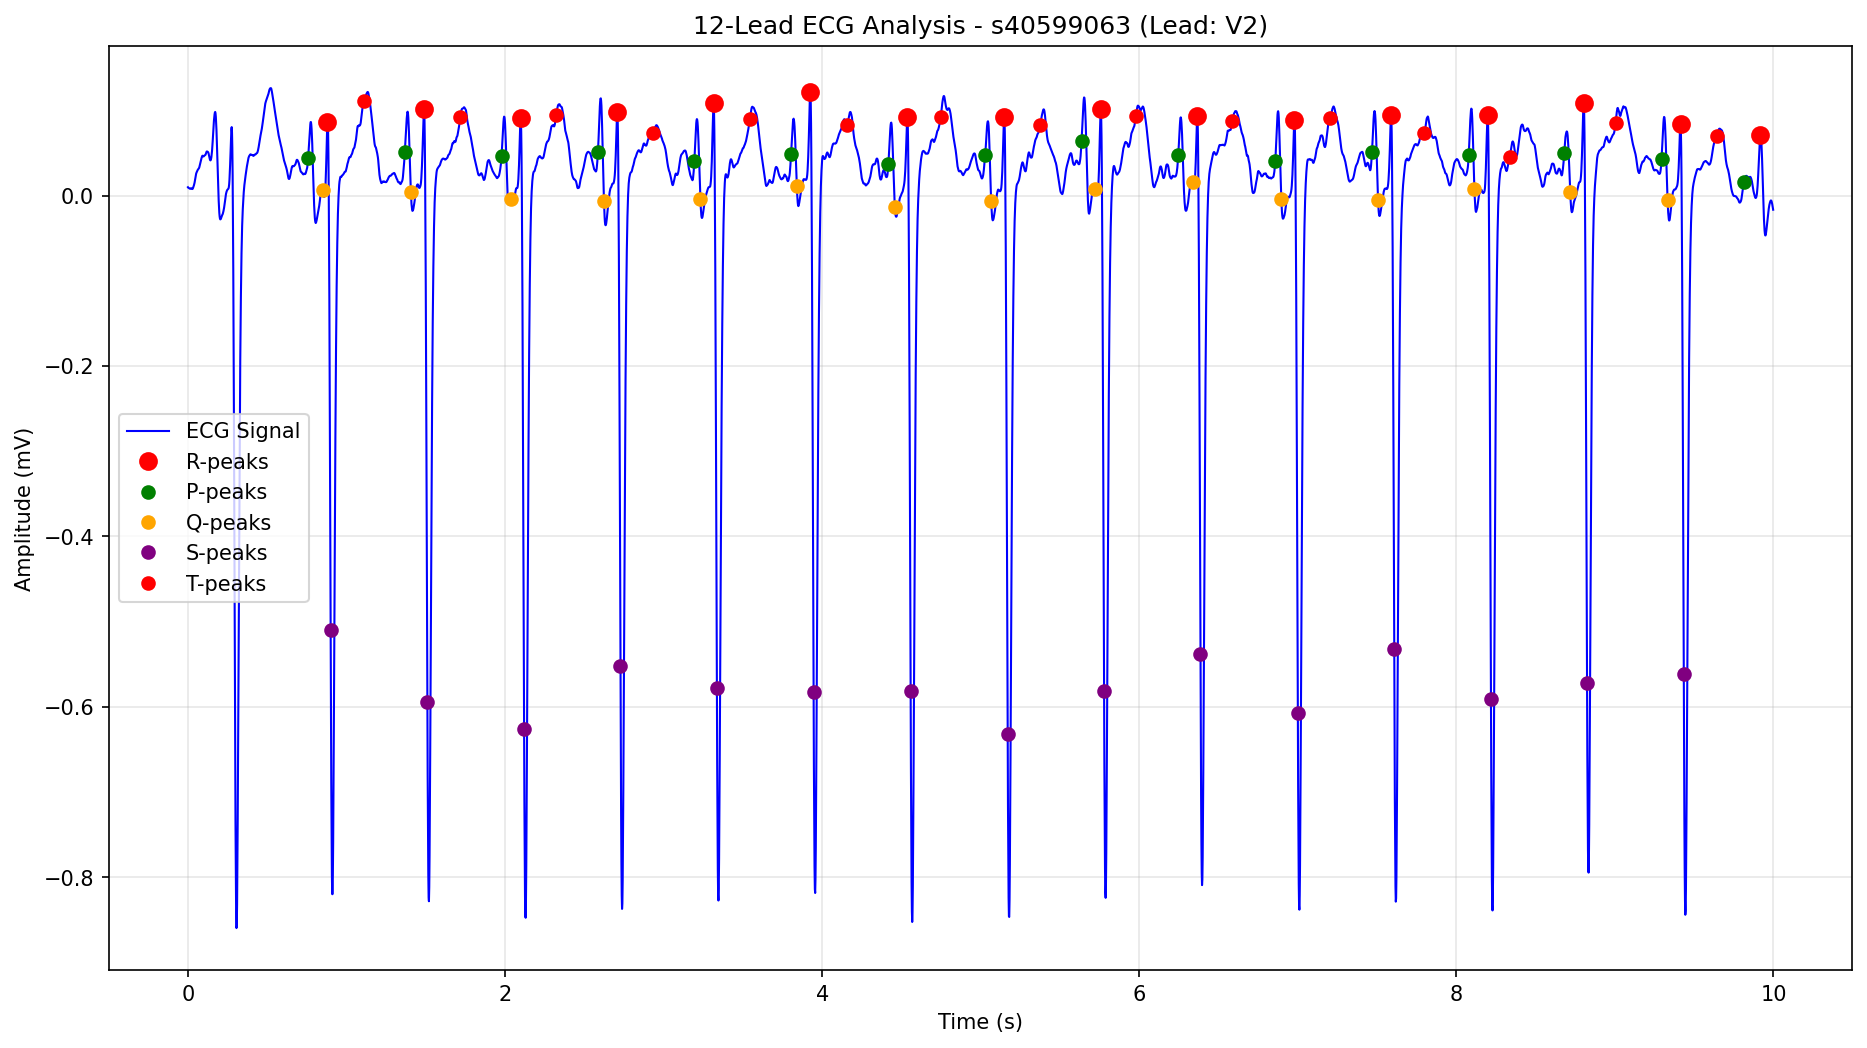 12-Lead ECG Analysis - s40599063 (Lead: V2)
Amplitude (mV)
0.0
−0.2
−0.4
−0.6
−0.8
ECG Signal
R-peaks
P-peaks
Q-peaks
S-peaks
T-peaks
0 2 4 6 8 10
Time (s)